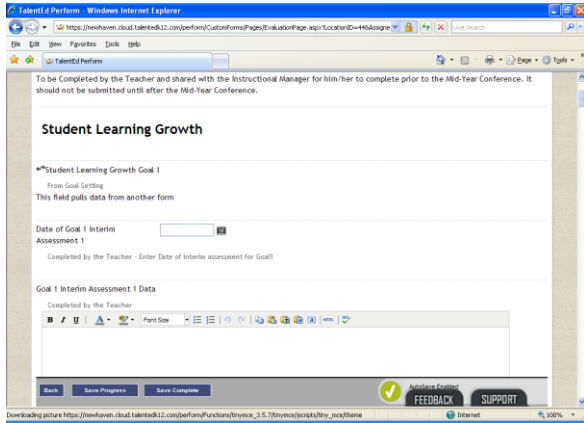 TalentEd Perform - Windows Internet Explorer
https://newhaven.cloud.talentedk12.com/perform/CustomForms/Pages/EvaluationPage.aspx?LocationID=448&Assigne
Live Search
File Edit View Favorites Tools Help
TalentEd Perform
Page Tools
To be Completed by the Teacher and shared with the Instructional Manager for him/her to complete prior to the Mid-Year Conference. It
should not be submitted until after the Mid-Year Conference.
Student Learning Growth
Student Learning Growth Goal 1
From Goal Setting
This field pulls data from another form
Date of Goal 1 Interim
Assessment 1
Completed by the Teacher - Enter Date of interim assessment for Goal1
Goal 1 Interim Assessment 1 Data
Completed by the Teacher
B I U A Font Size HTML
Back Save Progress Save Complete
AutoSave Enabled
FEEDBACK SUPPORT
Downloading picture https://newhaven.cloud.talentedk12.com/perform/Functions/tinymce_3.5.7/tinymce/jscripts/tiny_mce/theme
Internet 100%